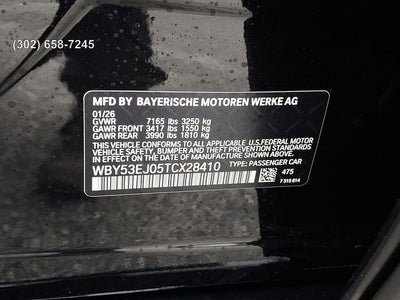 (302) 658-7245
MFD BY BAYERISCHE MOTOREN WERKE AG
01/26
GVWR 7165 lbs 3250 kg
GAWR FRONT 3417 lbs 1550 kg
GAWR REAR 3990 lbs 1810 kg
THIS VEHICLE CONFORMS TO ALL APPLICABLE U.S. FEDERAL MOTOR
VEHICLE SAFETY, BUMPER, AND THEFT PREVENTION STANDARDS IN
EFFECT ON THE DATE OF MANUFACTURE SHOWN ABOVE.
WBY53EJ05TCX28410 TYPE: PASSENGER CAR
475
7 315 814